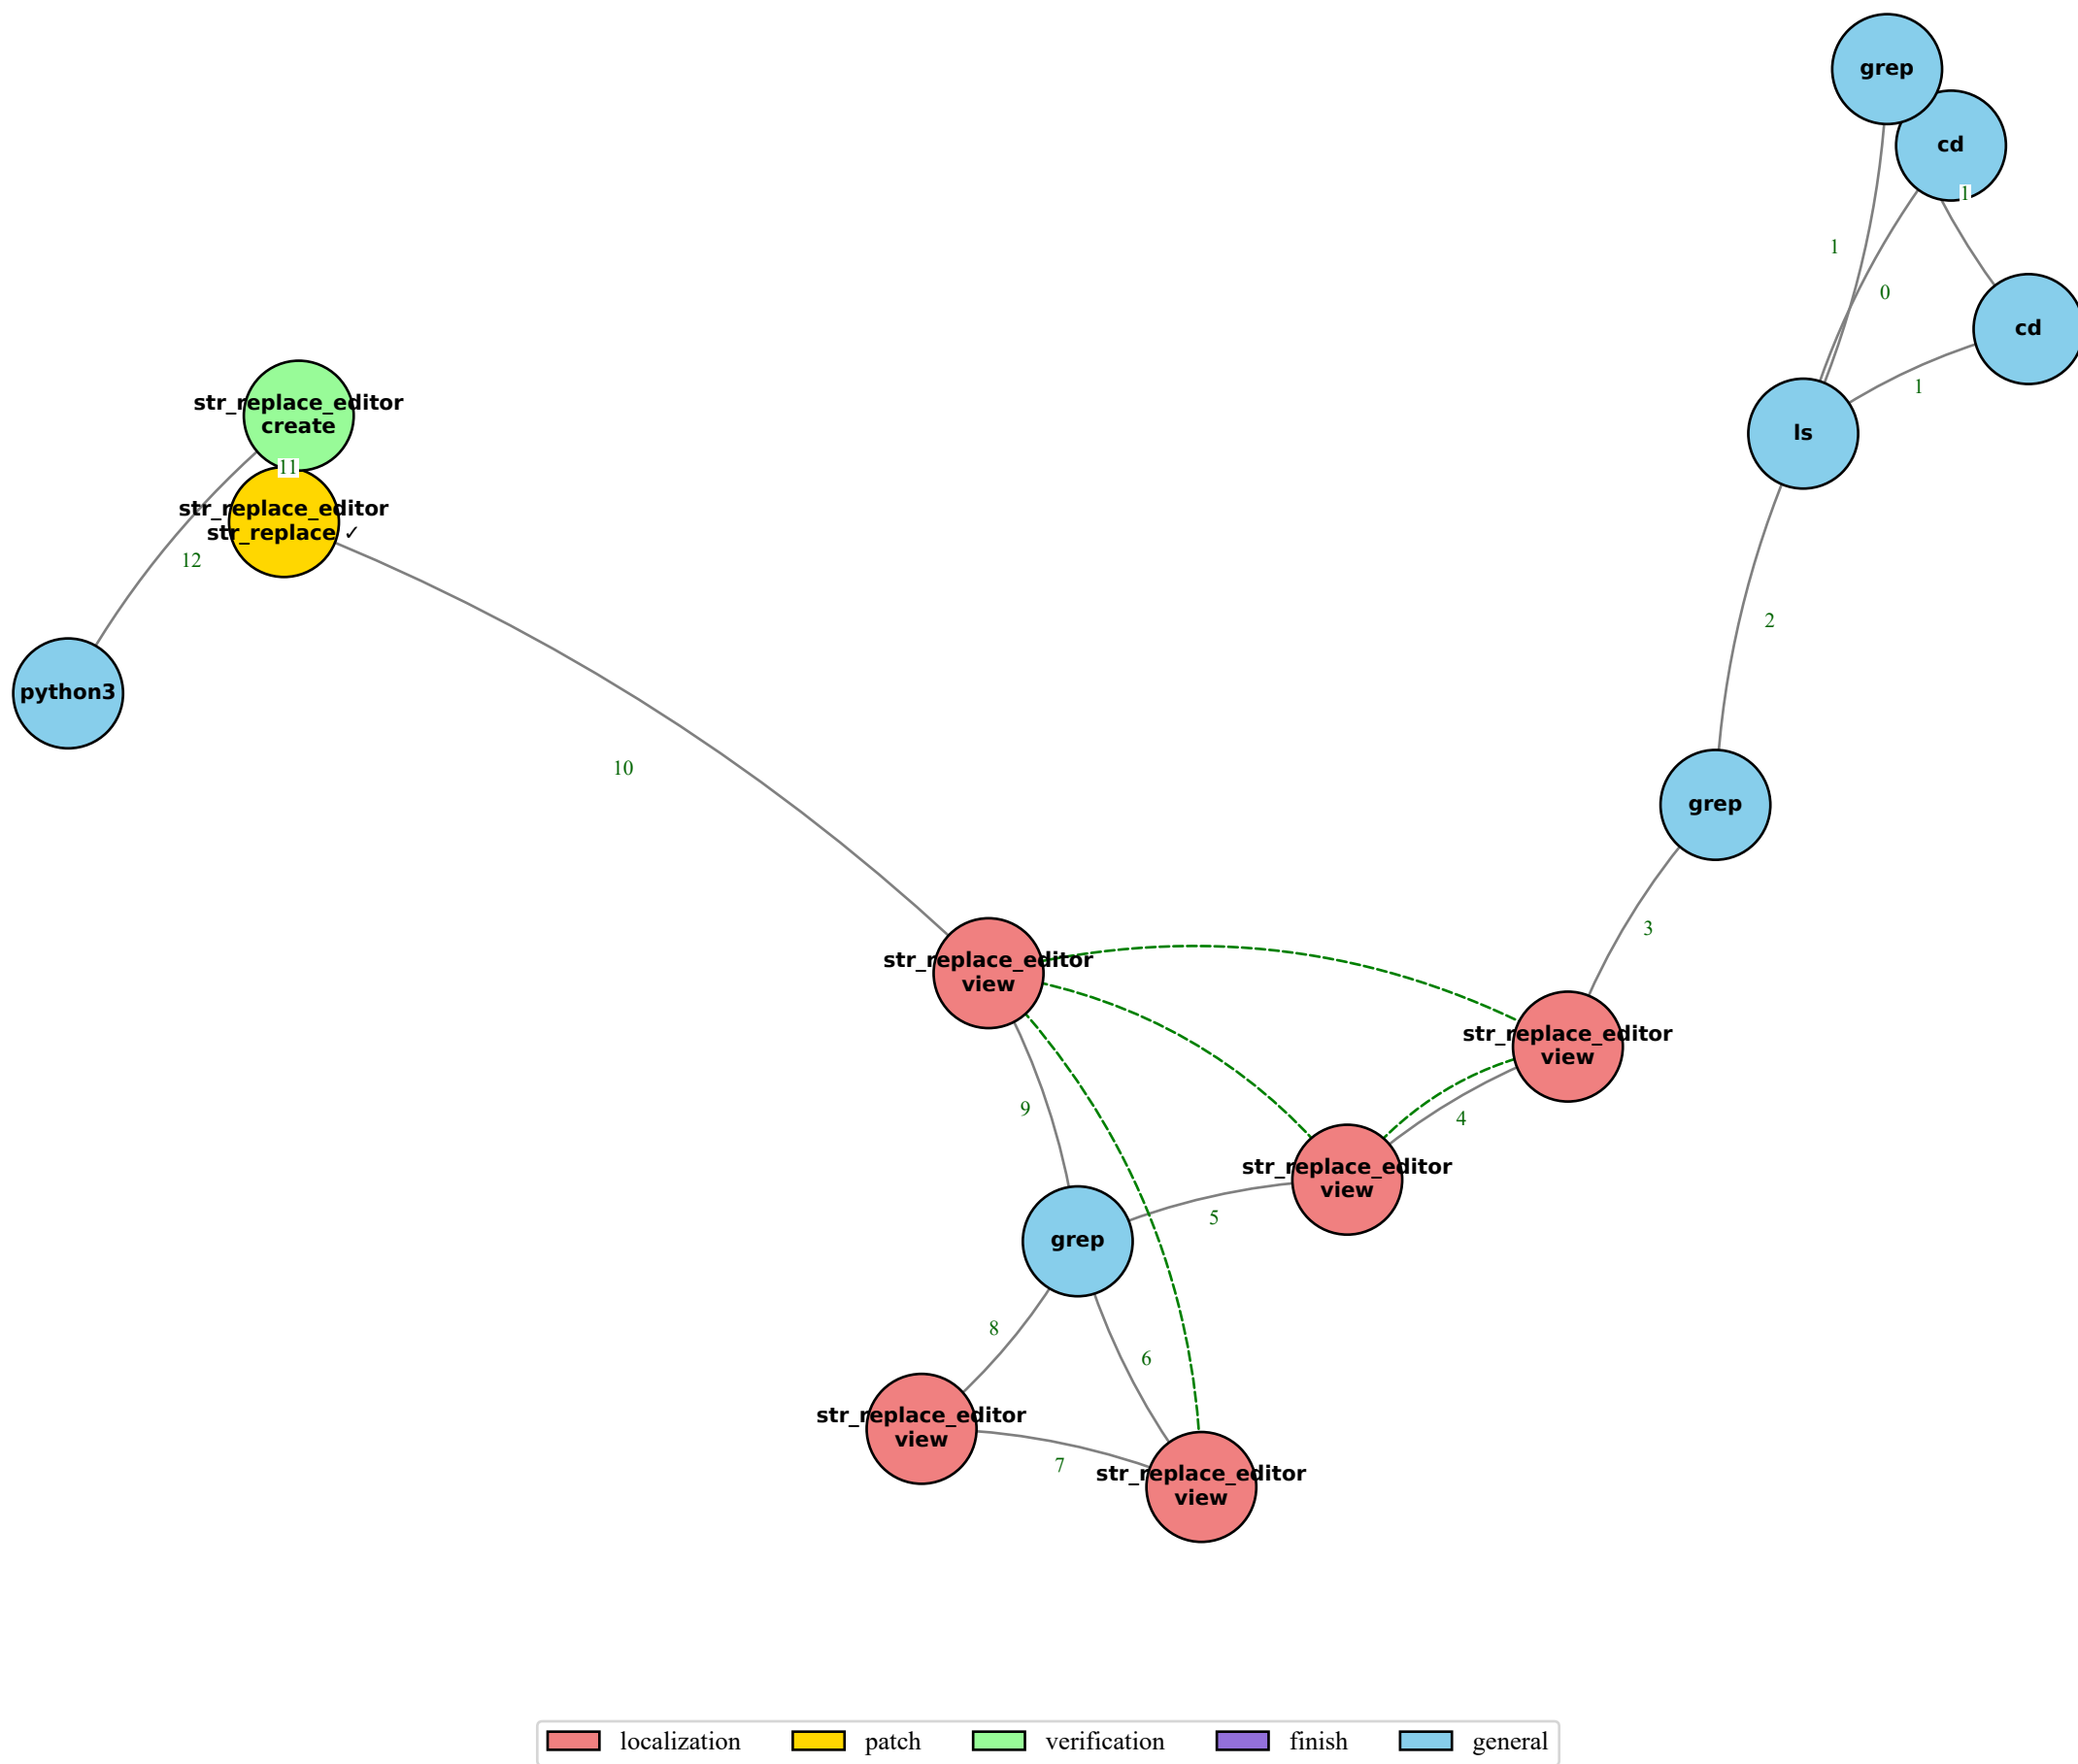 grep
cd
1
1
0
cd
1
ls
str_replace_editor
create
11
str_replace_editor
str_replace ✓
12
2
python3
10
grep
3
str_replace_editor
view
str_replace_editor
view
9
4
str_replace_editor
view
5
grep
8
6
str_replace_editor
view
7
str_replace_editor
view
localization
patch
verification
finish
general